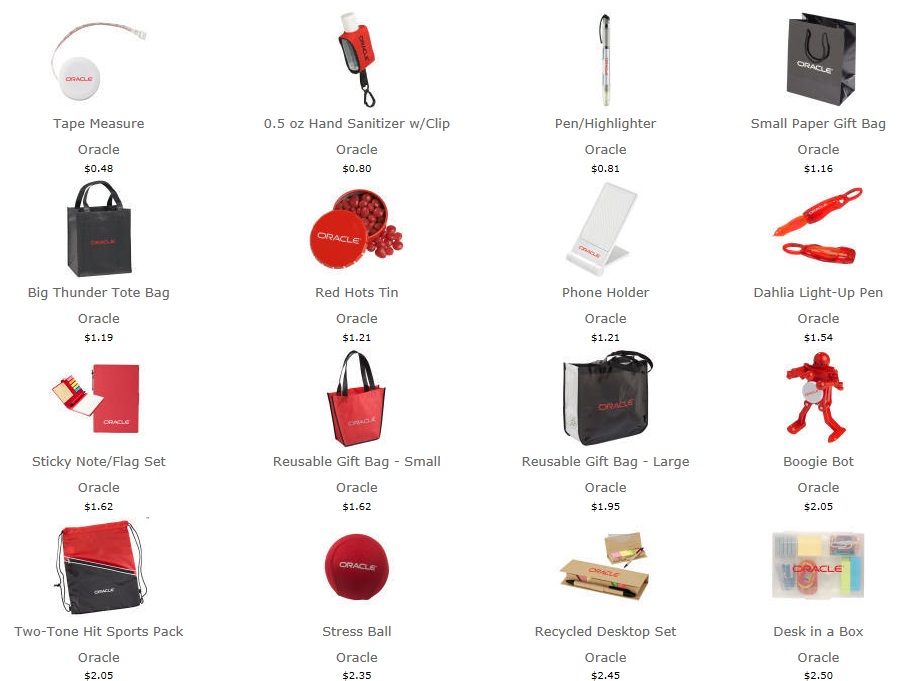 ORACLE
ORACLE
ORACLE
ORACLE
Tape Measure
0.5 oz Hand Sanitizer w/Clip
Pen/Highlighter
Small Paper Gift Bag
Oracle
Oracle
Oracle
Oracle
$0.48
$0.80
$0.81
$1.16
ORACLE
ORACLE
ORACLE
ORACLE
Big Thunder Tote Bag
Red Hots Tin
Phone Holder
Dahlia Light-Up Pen
Oracle
Oracle
Oracle
Oracle
$1.19
$1.21
$1.21
$1.54
ORACLE
ORACLE
ORACLE
Sticky Note/Flag Set
Reusable Gift Bag - Small
Reusable Gift Bag - Large
Boogie Bot
Oracle
Oracle
Oracle
Oracle
$1.62
$1.62
$1.95
$2.05
ORACLE
ORACLE
ORACLE
ORACLE
Two-Tone Hit Sports Pack
Stress Ball
Recycled Desktop Set
Desk in a Box
Oracle
Oracle
Oracle
Oracle
$2.05
$2.35
$2.45
$2.50